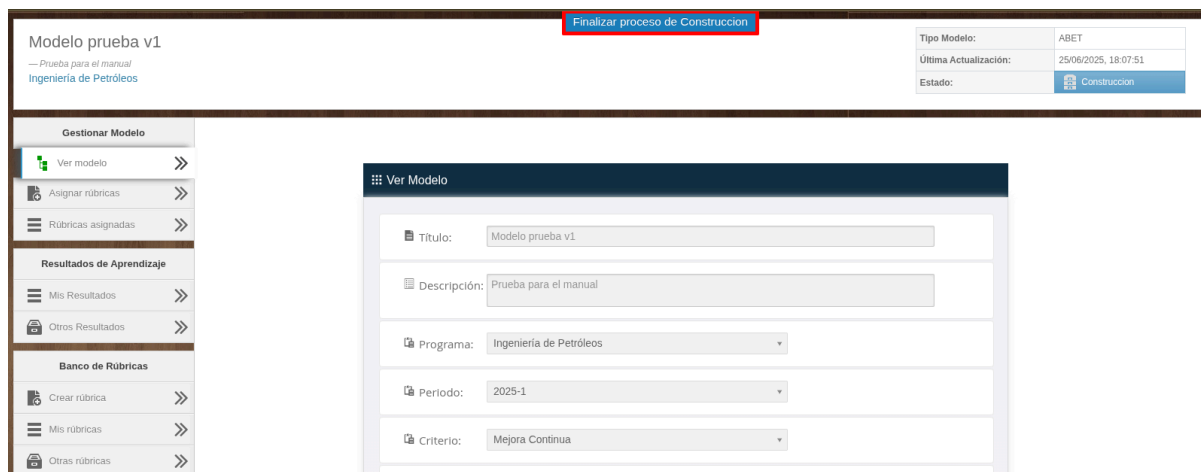 Finalizar proceso de Construccion
Modelo prueba v1
— Prueba para el manual
Ingeniería de Petróleos
Tipo Modelo: ABET
Última Actualización: 25/06/2025, 18:07:51
Estado: Construccion
Gestionar Modelo
Ver modelo
Asignar rúbricas
Rúbricas asignadas
Resultados de Aprendizaje
Mis Resultados
Otros Resultados
Banco de Rúbricas
Crear rúbrica
Mis rúbricas
Otras rúbricas
Ver Modelo
Título: Modelo prueba v1
Descripción: Prueba para el manual
Programa: Ingeniería de Petróleos
Periodo: 2025-1
Criterio: Mejora Continua